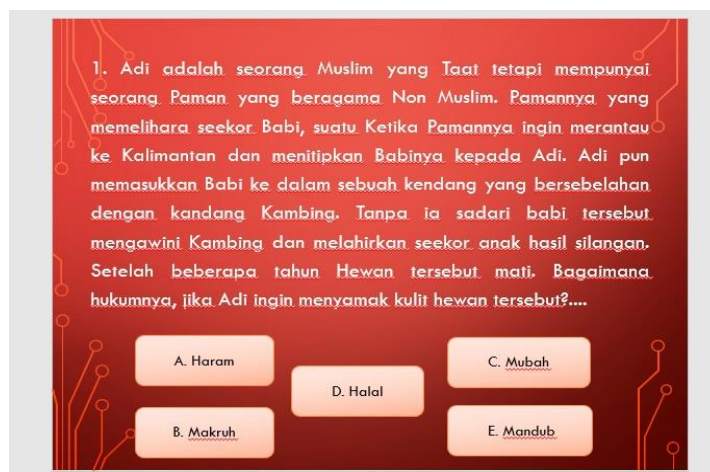 1. Adi adalah seorang Muslim yang Taat tetapi mempunyai
seorang Paman yang beragama Non Muslim. Pamannya yang
memelihara seekor Babi, suatu Ketika Pamannya ingin merantau
ke Kalimantan dan menitipkan Babinya kepada Adi. Adi pun
memasukkan Babi ke dalam sebuah kendang yang bersebelahan
dengan kandang Kambing. Tanpa ia sadari babi tersebut
mengawini Kambing dan melahirkan seekor anak hasil silangan.
Setelah beberapa tahun Hewan tersebut mati. Bagaimana
hukumnya, jika Adi ingin menyamak kulit hewan tersebut?....
A. Haram
B. Makruh
D. Halal
C. Mubah
E. Mandub